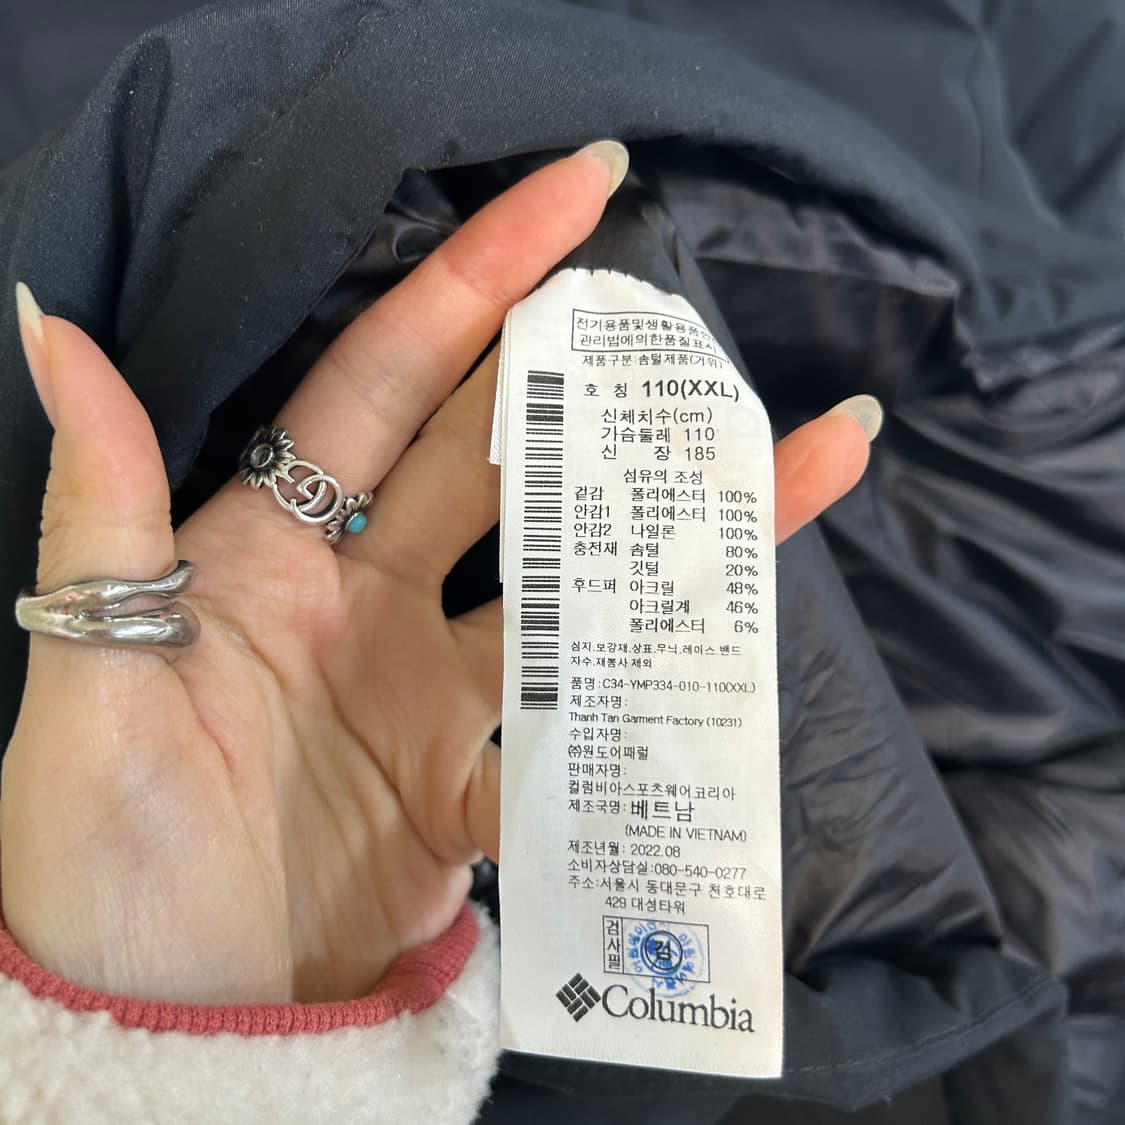 전기용품및생활용품안
관리법에의한품질표시
제품구분:솜털제품(거위)
호 칭 110(XXL)
신체치수(cm)
가슴둘레 110
신 장 185
섬유의 조성
겉감 폴리에스터 100%
안감1 폴리에스터 100%
안감2 나일론 100%
충전재 솜털 80%
깃털 20%
후드퍼 아크릴 48%
아크릴계 46%
폴리에스터 6%
심지.보강재.상표.무늬.레이스.밴드
자수.재봉사 제외
품명:C34-YMP334-010-110(XXL)
제조자명:
Thanh Tan Garment Factory (10231)
수입자명:
㈜원도어패럴
판매자명:
컬럼비아스포츠웨어코리아
제조국명:베트남
(MADE IN VIETNAM)
제조년월: 2022.08
소비자상담실:080-540-0277
주소:서울시 동대문구 천호대로
429 대성타워
검사필
검
Columbia